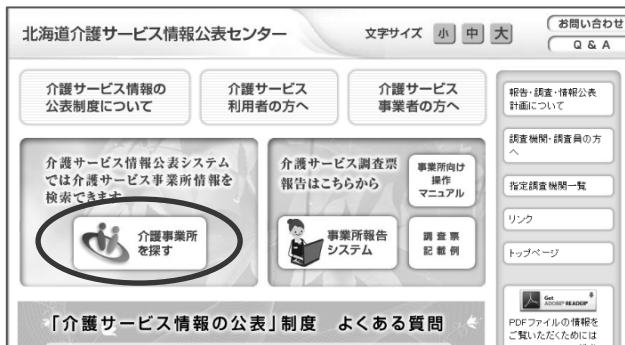 北海道介護サービス情報公表センター
文字サイズ 小 中 大
お問い合わせ
Q & A
介護サービス情報の
公表制度について
介護サービス
利用者の方へ
介護サービス
事業者の方へ
報告・調査・情報公表
計画について
調査機関・調査員の方
へ
指定調査機関一覧
リンク
トップページ
介護サービス情報公表システム
では介護サービス事業所情報を
検索できます
介護事業所
を探す
介護サービス調査票
報告はこちらから
事業所向け
操作
マニュアル
事業所報告
システム
調査票
記載例
Get
ADOBE® READER®
PDFファイルの情報を
ご覧いただくためには
「介護サービス情報の公表」制度 よくある質問